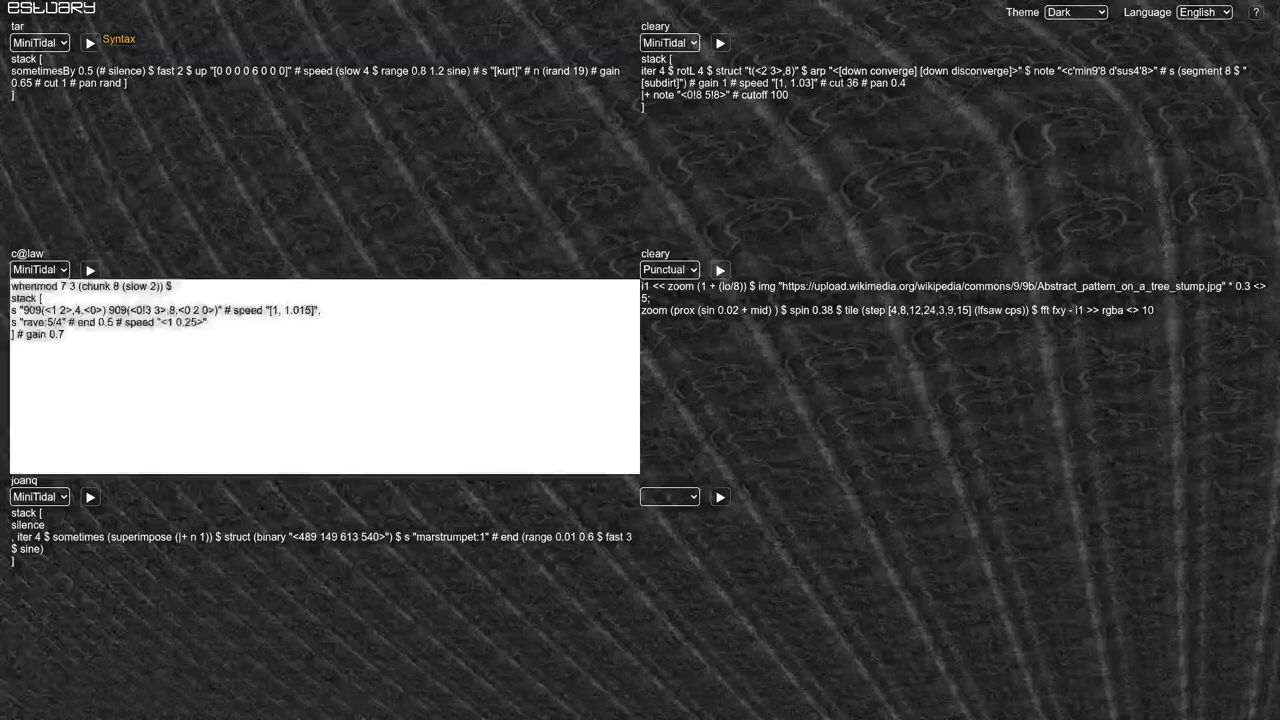 estuary
Theme Dark Language English ?
tar
MiniTidal Syntax
stack [
sometimesBy 0.5 (# silence) $ fast 2 $ up "[0 0 0 0 6 0 0 0]" # speed (slow 4 $ range 0.8 1.2 sine) # s "[kurt]" # n (irand 19) # gain
0.65 # cut 1 # pan rand ]
]
cleary
MiniTidal
stack [
iter 4 $ rotL 4 $ struct "t(<2 3>,8)" $ arp "<[down converge] [down disconverge]>" $ note "<c'min9'8 d'sus4'8>" # s (segment 8 $ "
[subdirt]") # gain 1 # speed "[1, 1.03]" # cut 36 # pan 0.4
|+ note "<0!8 5!8>" # cutoff 100
]
c@law
MiniTidal
whenmod 7 3 (chunk 8 (slow 2)) $
stack [
s "909(<1 2>,4,<0>) 909(<0!3 3>,8,<0 2 0>)" # speed "[1, 1.015]",
s "rave:5/4" # end 0.5 # speed "<1 0.25>"
] # gain 0.7
cleary
Punctual
i1 << zoom (1 + (lo/8)) $ img "https://upload.wikimedia.org/wikipedia/commons/9/9b/Abstract_pattern_on_a_tree_stump.jpg" * 0.3 <>
5;
zoom (prox (sin 0.02 + mid) ) $ spin 0.38 $ tile (step [4,8,12,24,3,9,15] (lfsaw cps)) $ fft fxy - i1 >> rgba <> 10
joanq
MiniTidal
stack [
silence
, iter 4 $ sometimes (superimpose (|+ n 1)) $ struct (binary "<489 149 613 540>") $ s "marstrumpet:1" # end (range 0.01 0.6 $ fast 3
$ sine)
]